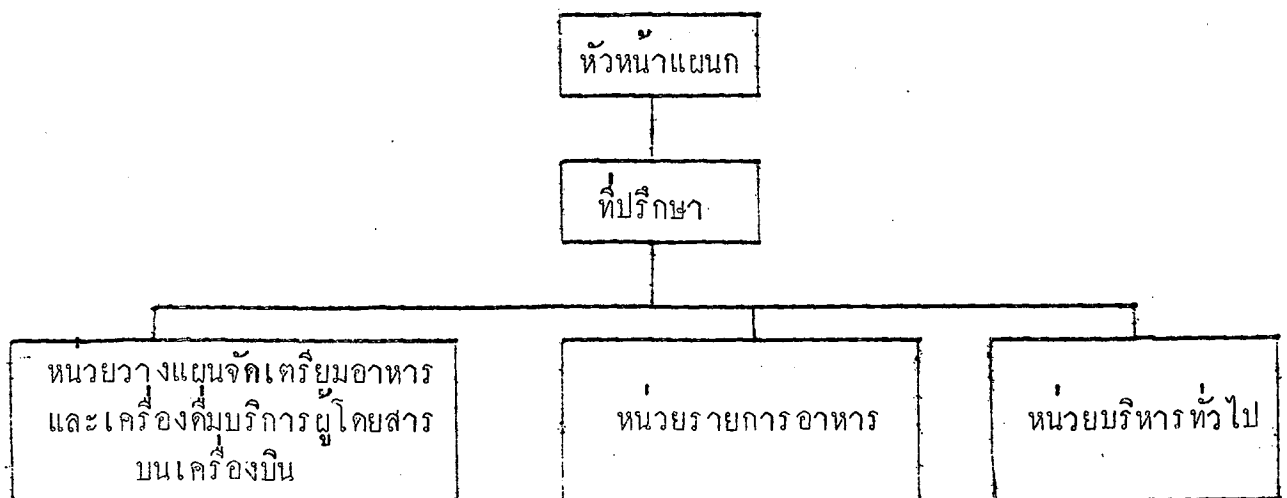 หัวหน้าแผนก
ที่ปรึกษา
หน่วยวางแผนจัดเตรียมอาหาร
และเครื่องดื่มบริการผู้โดยสาร
บนเครื่องบิน
หน่วยรายการอาหาร
หน่วยบริหารทั่วไป